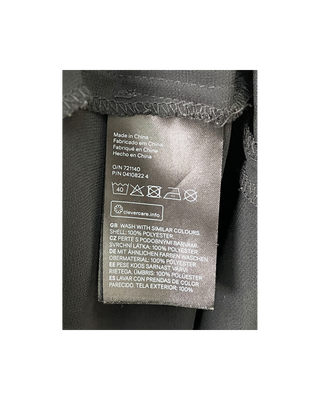 Made in China
Fabricado em China
Fabriqué en Chine
Hecho en China
O/N 721140
P/N 0410822 4
40
clevercare.info
GB WASH WITH SIMILAR COLOURS.
SHELL: 100% POLYESTER
CZ PERTE S PODOBNÝMI BARVAMI.
SVRCHNÍ LÁTKA: 100% POLYESTER
DE MIT ÄHNLICHEN FARBEN WASCHEN
OBERMATERIAL: 100% POLYESTER
EE PESE KOOS SARNAST VÄRVI
RIIETEGA. ÜMBRIS: 100% POLÜESTER
ES LAVAR CON PRENDAS DE COLOR
PARECIDO. TELA EXTERIOR: 100%